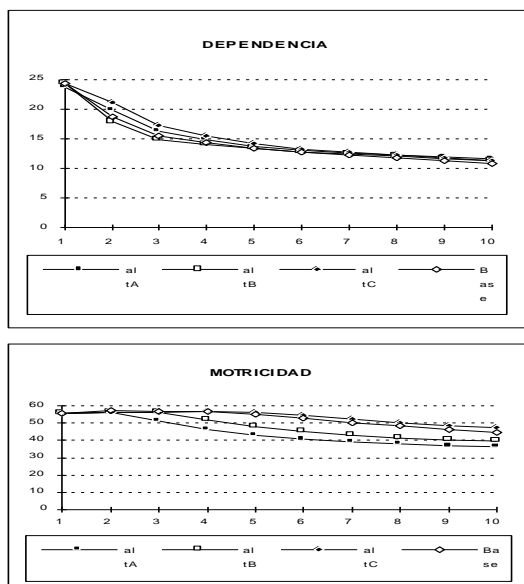 DEPENDENCIA
25
20
15
10
5
0
1 2 3 4 5 6 7 8 9 10
al al al B
tA tB tC as
e
MOTRICIDAD
60
50
40
30
20
10
0
1 2 3 4 5 6 7 8 9 10
al al al Ba
tA tB tC se